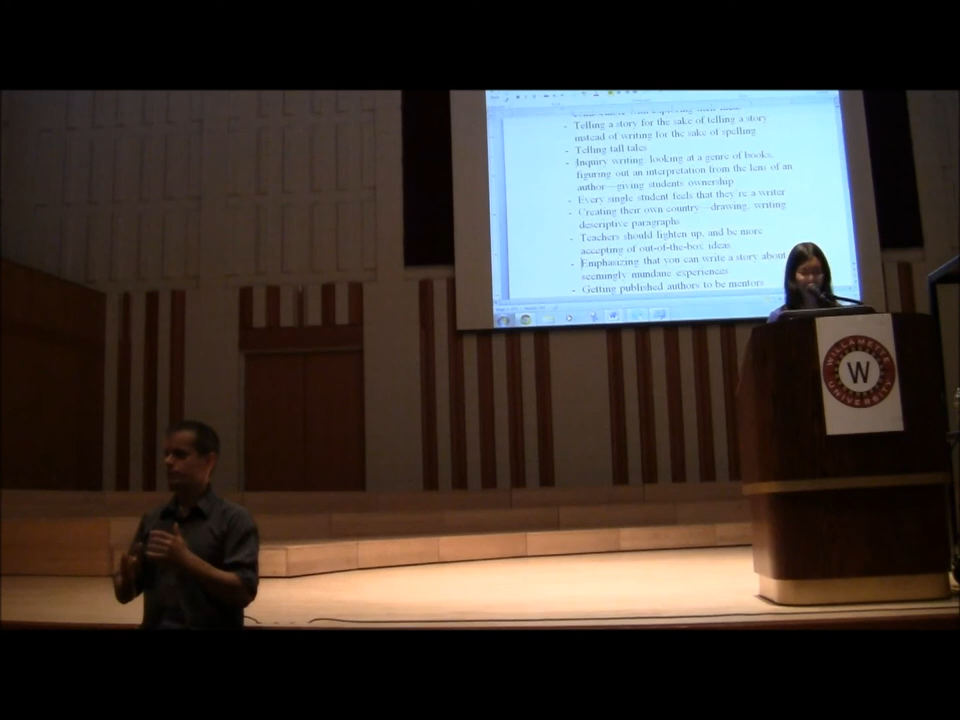 - Telling a story for the sake of telling a story
instead of writing for the sake of spelling
- Telling tall tales
- Inquiry writing: looking at a genre of books,
figuring out an interpretation from the lens of an
author—giving students ownership
- Every single student feels that they're a writer
- Creating their own country—drawing, writing
descriptive paragraphs
- Teachers should lighten up, and be more
accepting of out-of-the-box ideas
- Emphasizing that you can write a story about
seemingly mundane experiences
- Getting published authors to be mentors
WILLAMETTE
W
UNIVERSITY